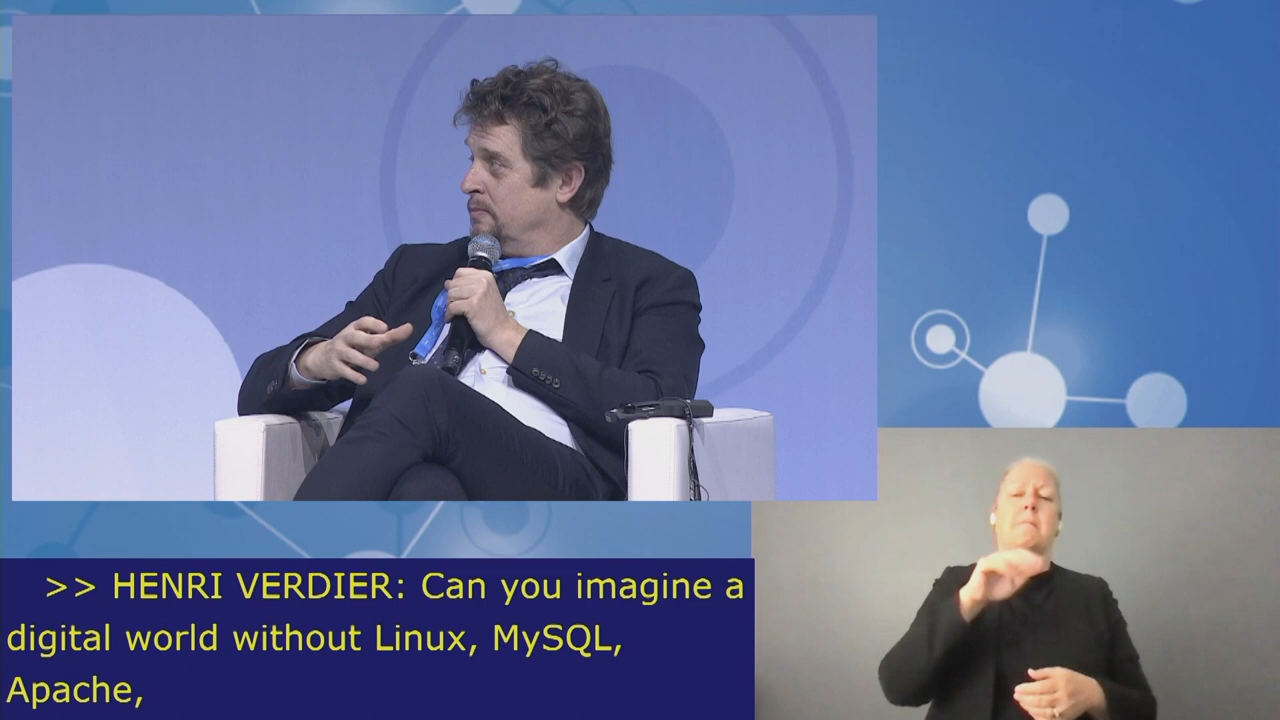 >> HENRI VERDIER: Can you imagine a
digital world without Linux, MySQL,
Apache,